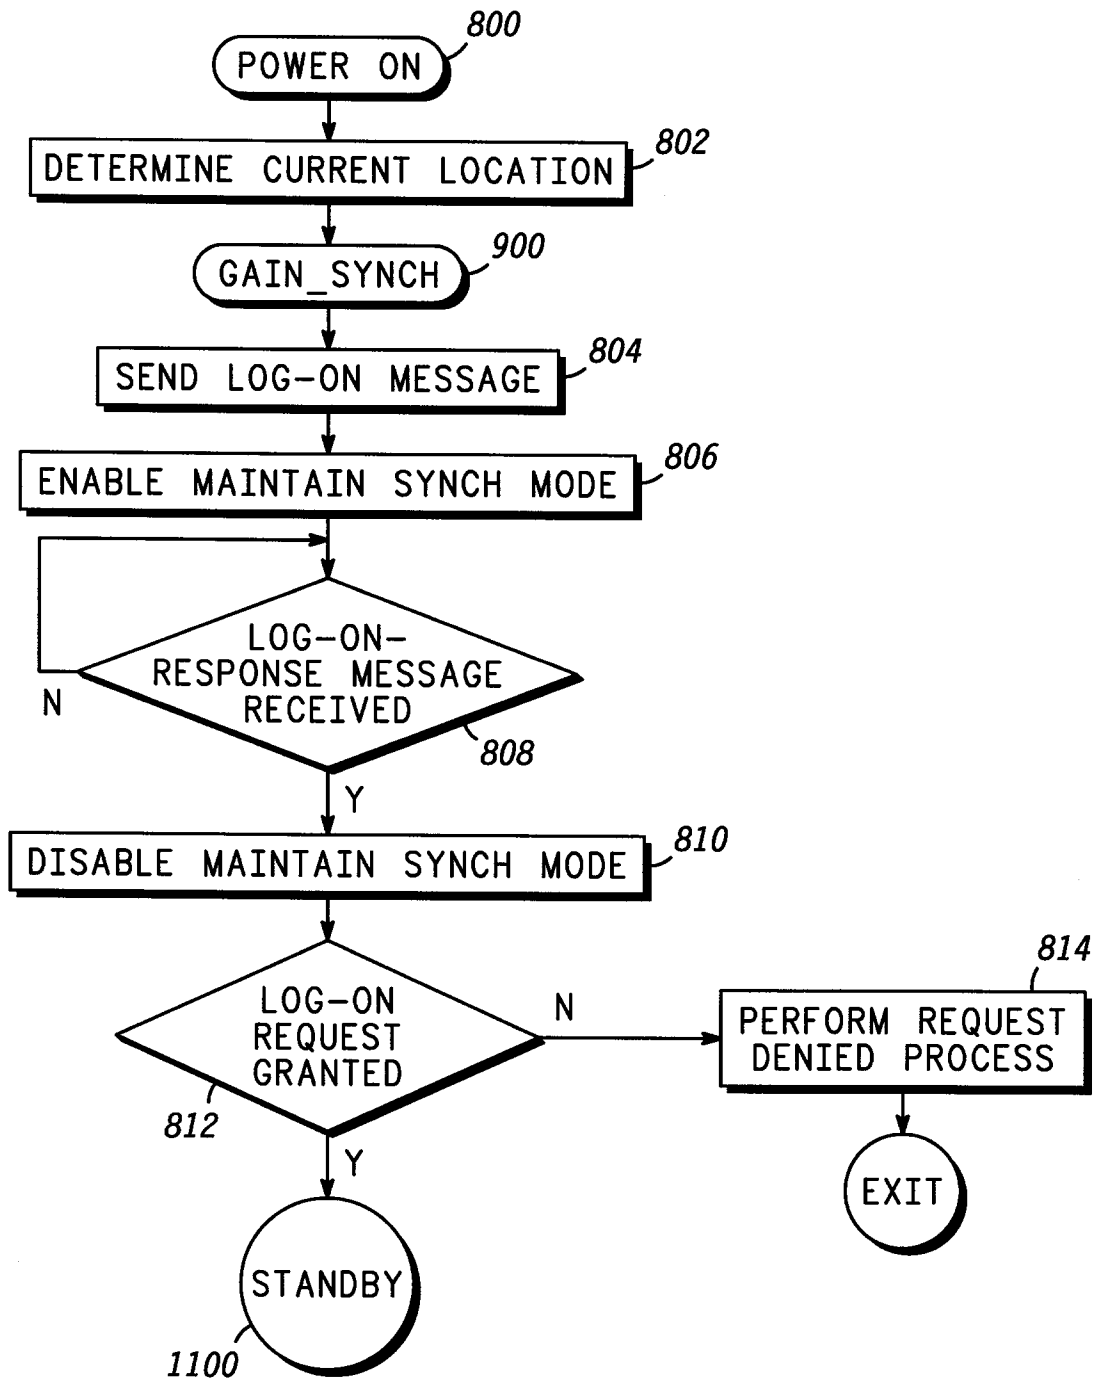 800
POWER ON
802
DETERMINE CURRENT LOCATION
900
GAIN_SYNCH
804
SEND LOG-ON MESSAGE
806
ENABLE MAINTAIN SYNCH MODE
LOG-ON-
RESPONSE MESSAGE
RECEIVED
N
808
Y
810
DISABLE MAINTAIN SYNCH MODE
814
LOG-ON
REQUEST
GRANTED
N
PERFORM REQUEST
DENIED PROCESS
812
Y
EXIT
STANDBY
1100